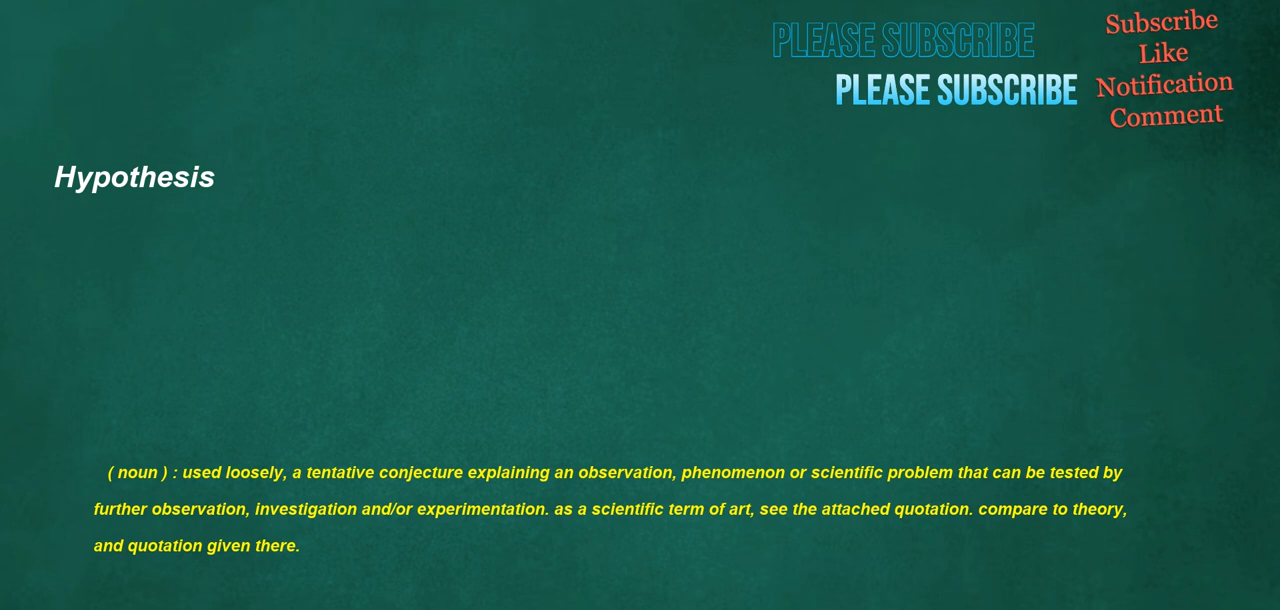 PLEASE SUBSCRIBE
PLEASE SUBSCRIBE
Subscribe
Like
Notification
Comment
Hypothesis
( noun ) : used loosely, a tentative conjecture explaining an observation, phenomenon or scientific problem that can be tested by
further observation, investigation and/or experimentation. as a scientific term of art, see the attached quotation. compare to theory,
and quotation given there.